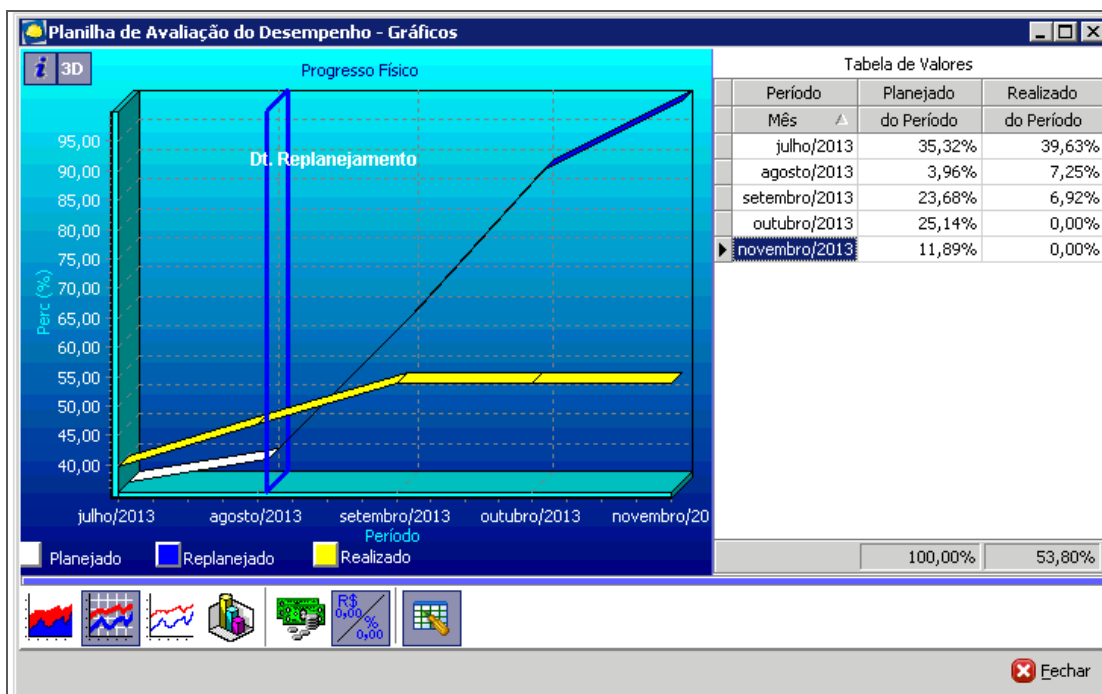 Planilha de Avaliação do Desempenho - Gráficos
i 3D
Progresso Físico
Dt. Replanejamento
Perc (%)
95,00
90,00
85,00
80,00
75,00
70,00
65,00
60,00
55,00
50,00
45,00
40,00
julho/2013 agosto/2013 setembro/2013 outubro/2013 novembro/20
Período
Planejado Replanejado Realizado
Tabela de Valores
Período Planejado Realizado
Mês do Período do Período
julho/2013 35,32% 39,63%
agosto/2013 3,96% 7,25%
setembro/2013 23,68% 6,92%
outubro/2013 25,14% 0,00%
novembro/2013 11,89% 0,00%
100,00% 53,80%
R$
0,00
%
0,00
Fechar